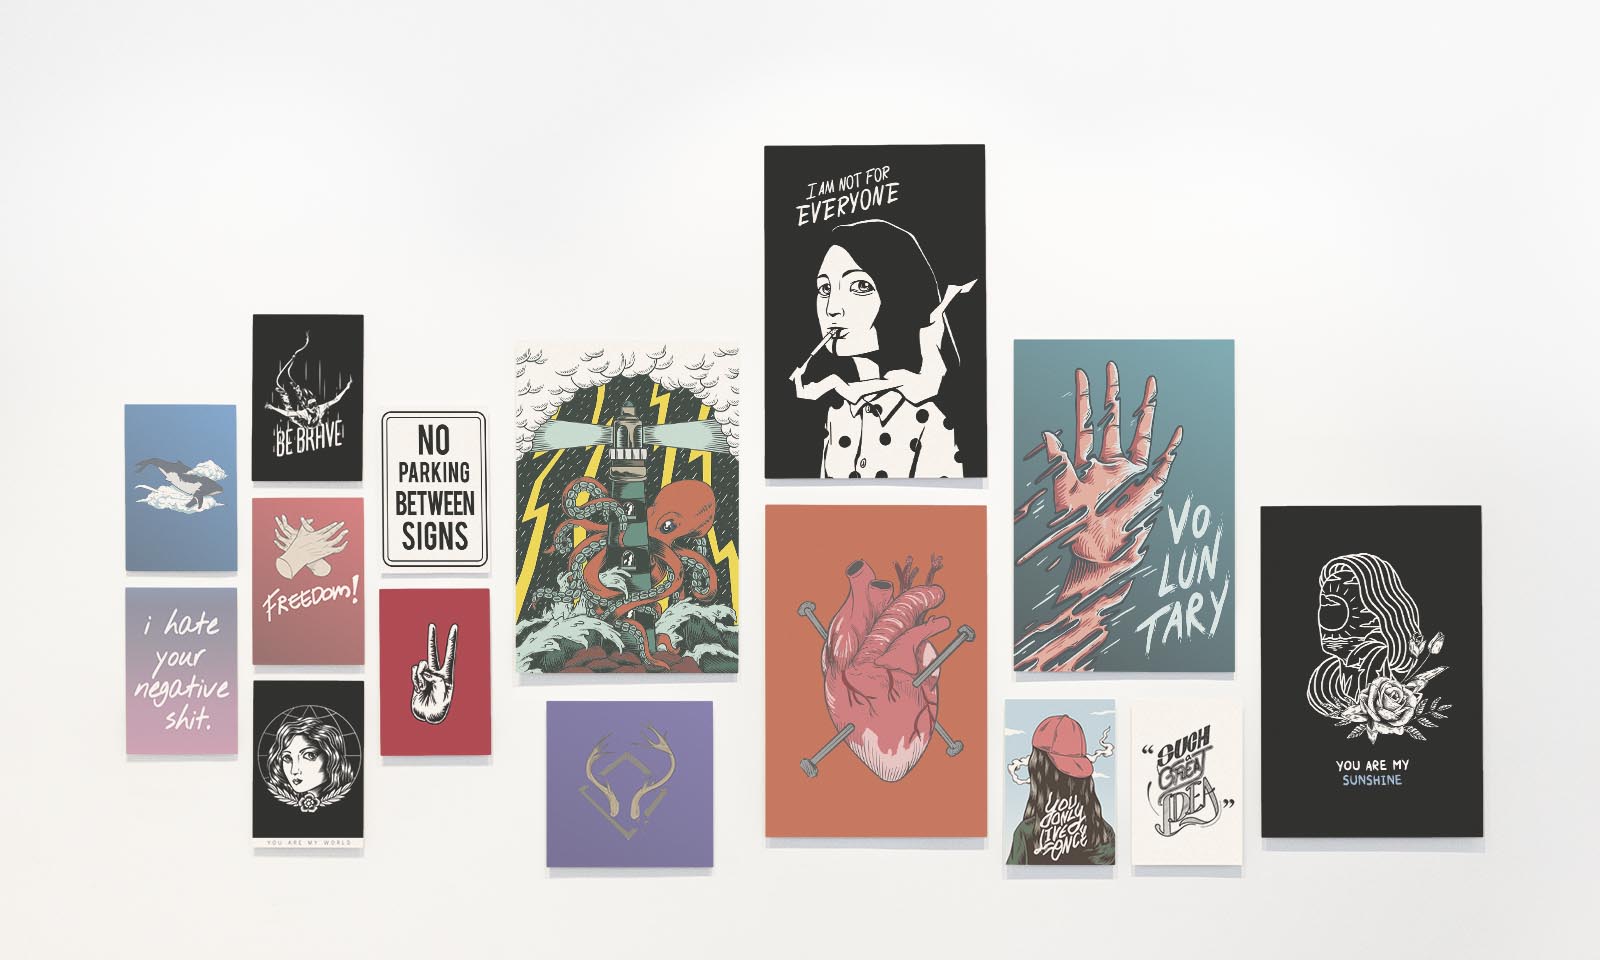 BE BRAVE
FREEDOM!
i hate
your
negative
shit.
YOU ARE MY WORLD
NO
PARKING
BETWEEN
SIGNS
I AM NOT FOR
EVERYONE
VO
LUN
TARY
YOU
ONLY
LIVE
ONCE
“SUCH
A
GREAT
IDEA”
YOU ARE MY
SUNSHINE